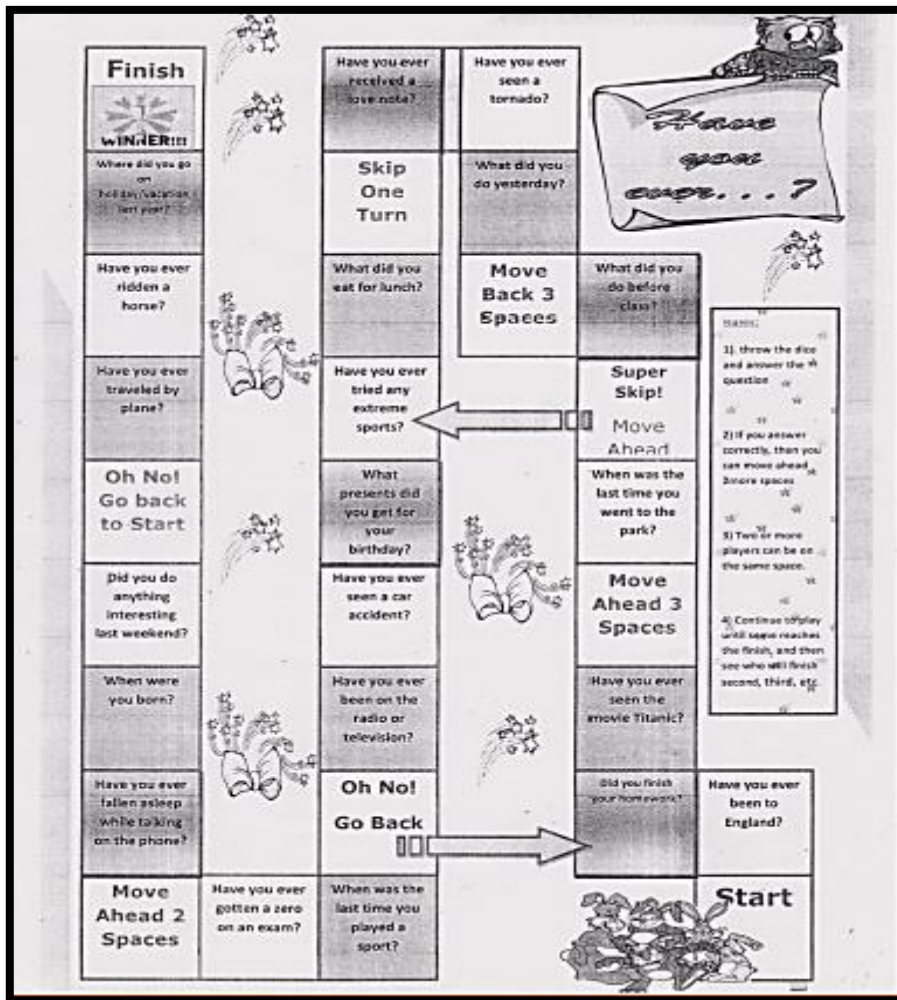 Finish
WINNER!!!
Where did you go
on
holiday/vacation
last year?
Have you ever
ridden a
horse?
Have you ever
traveled by
plane?
Oh No!
Go back
to Start
Did you do
anything
interesting
last weekend?
When were
you born?
Have you ever
fallen asleep
while talking
on the phone?
Move
Ahead 2
Spaces
Have you ever
gotten a zero
on an exam?
When was the
last time you
played a
sport?
Oh No!
Go Back
Have you ever
been on the
radio or
television?
Have you ever
seen a car
accident?
What
presents did
you get for
your
birthday?
Have you ever
tried any
extreme
sports?
What did you
eat for lunch?
Skip
One
Turn
Have you ever
received a
love note?
Have you ever
seen a
tornado?
What did you
do yesterday?
Move
Back 3
Spaces
What did you
do before
class?
Super
Skip!
Move
Ahead
When was the
last time you
went to the
park?
Move
Ahead 3
Spaces
Have you ever
seen the
movie Titanic?
Did you finish
your homework?
Have you ever
been to
England?
Start
Have
you
ever...?
1). throw the dice
and answer the
question
2) If you answer
correctly, then you
can move ahead
2more spaces
3) Two or more
players can be on
the same space.
4) Continue to play
until some reaches
the finish, and then
see who will finish
second, third, etc.